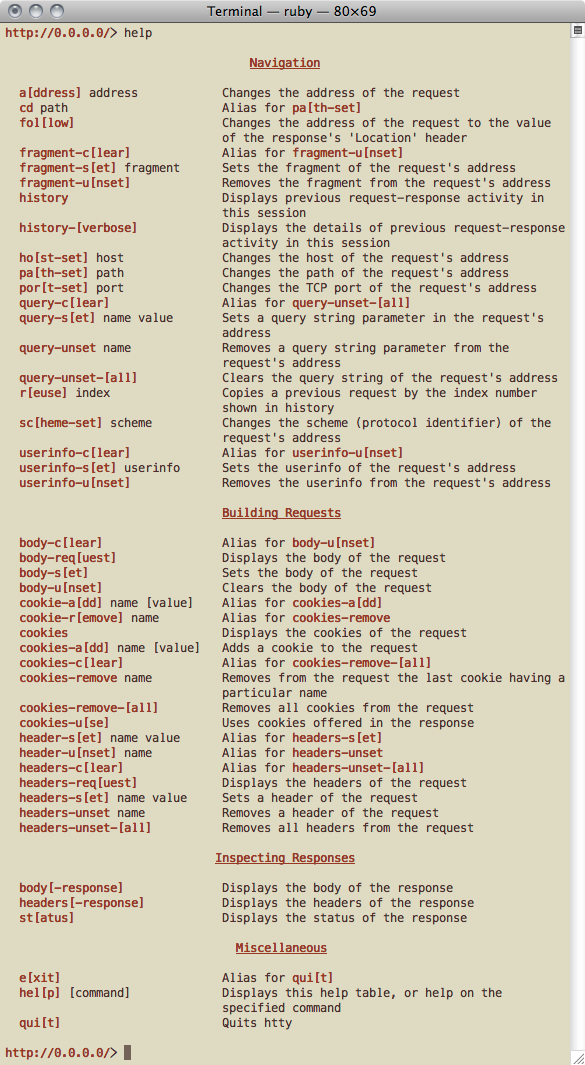 Terminal — ruby — 80×69
http://0.0.0.0/> help
Navigation
a[ddress] address Changes the address of the request
cd path Alias for pa[th-set]
fol[low] Changes the address of the request to the value
of the response's 'Location' header
fragment-c[lear] Alias for fragment-u[nset]
fragment-s[et] fragment Sets the fragment of the request's address
fragment-u[nset] Removes the fragment from the request's address
history Displays previous request-response activity in
this session
history-[verbose] Displays the details of previous request-response
activity in this session
ho[st-set] host Changes the host of the request's address
pa[th-set] path Changes the path of the request's address
por[t-set] port Changes the TCP port of the request's address
query-c[lear] Alias for query-unset-[all]
query-s[et] name value Sets a query string parameter in the request's
address
query-unset name Removes a query string parameter from the
request's address
query-unset-[all] Clears the query string of the request's address
r[euse] index Copies a previous request by the index number
shown in history
sc[heme-set] scheme Changes the scheme (protocol identifier) of the
request's address
userinfo-c[lear] Alias for userinfo-u[nset]
userinfo-s[et] userinfo Sets the userinfo of the request's address
userinfo-u[nset] Removes the userinfo from the request's address
Building Requests
body-c[lear] Alias for body-u[nset]
body-req[uest] Displays the body of the request
body-s[et] Sets the body of the request
body-u[nset] Clears the body of the request
cookie-a[dd] name [value] Alias for cookies-a[dd]
cookie-r[emove] name Alias for cookies-remove
cookies Displays the cookies of the request
cookies-a[dd] name [value] Adds a cookie to the request
cookies-c[lear] Alias for cookies-remove-[all]
cookies-remove name Removes from the request the last cookie having a
particular name
cookies-remove-[all] Removes all cookies from the request
cookies-u[se] Uses cookies offered in the response
header-s[et] name value Alias for headers-s[et]
header-u[nset] name Alias for headers-unset
headers-c[lear] Alias for headers-unset-[all]
headers-req[uest] Displays the headers of the request
headers-s[et] name value Sets a header of the request
headers-unset name Removes a header of the request
headers-unset-[all] Removes all headers from the request
Inspecting Responses
body[-response] Displays the body of the response
headers[-response] Displays the headers of the response
st[atus] Displays the status of the response
Miscellaneous
e[xit] Alias for qui[t]
hel[p] [command] Displays this help table, or help on the
specified command
qui[t] Quits htty
http://0.0.0.0/>